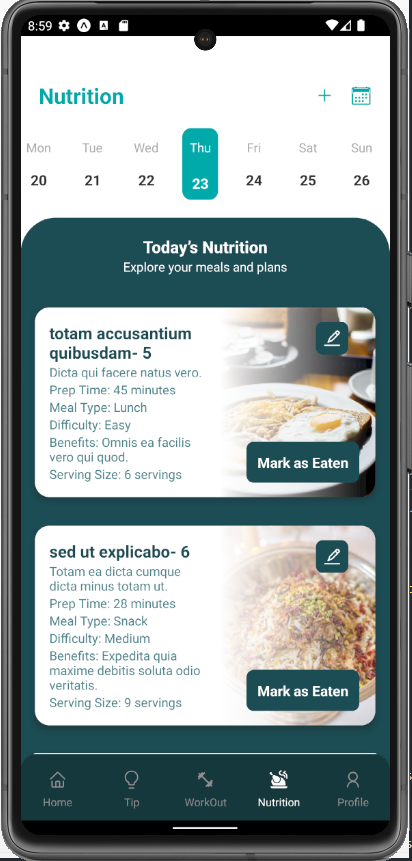 8:59
Nutrition
Mon Tue Wed Thu Fri Sat Sun
20 21 22 23 24 25 26
Today's Nutrition
Explore your meals and plans
totam accusantium
quibusdam- 5
Dicta qui facere natus vero.
Prep Time: 45 minutes
Meal Type: Lunch
Difficulty: Easy
Benefits: Omnis ea facilis
vero qui quod.
Serving Size: 6 servings
Mark as Eaten
sed ut explicabo- 6
Totam ea dicta cumque
dicta minus totam ut.
Prep Time: 28 minutes
Meal Type: Snack
Difficulty: Medium
Benefits: Expedita quia
maxime debitis soluta odio
veritatis.
Serving Size: 9 servings
Mark as Eaten
Home Tip WorkOut Nutrition Profile